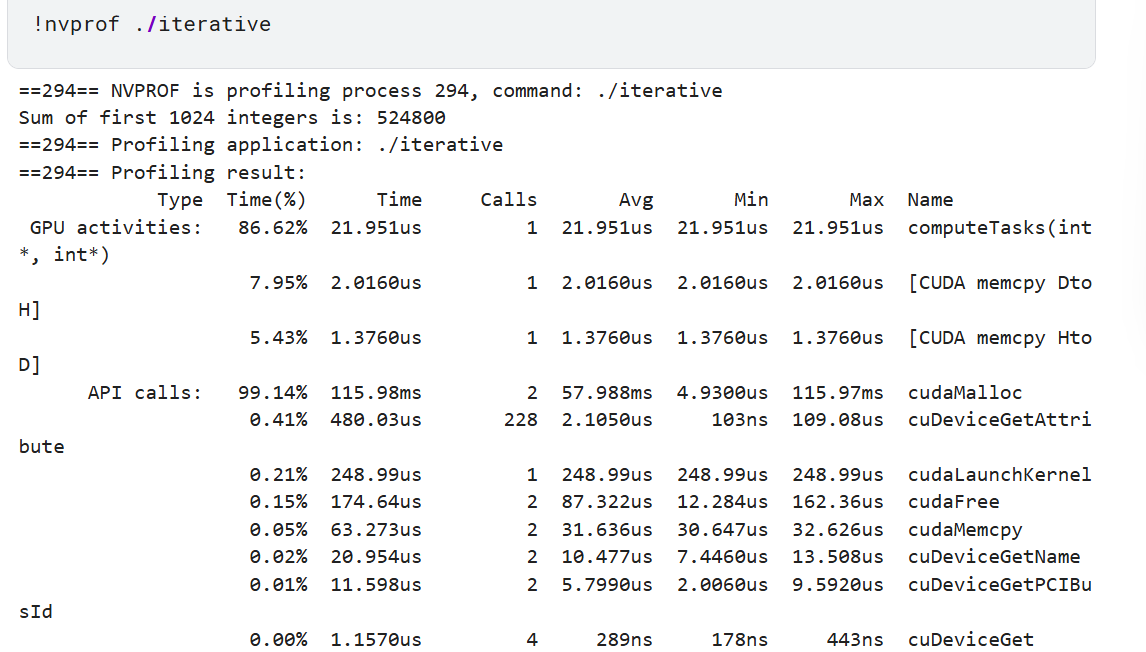 !nvprof ./iterative
==294== NVPROF is profiling process 294, command: ./iterative
Sum of first 1024 integers is: 524800
==294== Profiling application: ./iterative
==294== Profiling result:
            Type  Time(%)      Time     Calls       Avg       Min       Max  Name
 GPU activities:   86.62%  21.951us         1  21.951us  21.951us  21.951us  computeTasks(int
*, int*)
                    7.95%  2.0160us         1  2.0160us  2.0160us  2.0160us  [CUDA memcpy Dto
H]
                    5.43%  1.3760us         1  1.3760us  1.3760us  1.3760us  [CUDA memcpy Hto
D]
      API calls:   99.14%  115.98ms         2  57.988ms  4.9300us  115.97ms  cudaMalloc
                    0.41%  480.03us       228  2.1050us     103ns  109.08us  cuDeviceGetAttri
bute
                    0.21%  248.99us         1  248.99us  248.99us  248.99us  cudaLaunchKernel
                    0.15%  174.64us         2  87.322us  12.284us  162.36us  cudaFree
                    0.05%  63.273us         2  31.636us  30.647us  32.626us  cudaMemcpy
                    0.02%  20.954us         2  10.477us  7.4460us  13.508us  cuDeviceGetName
                    0.01%  11.598us         2  5.7990us  2.0060us  9.5920us  cuDeviceGetPCIBu
sId
                    0.00%  1.1570us         4     289ns     178ns     443ns  cuDeviceGet